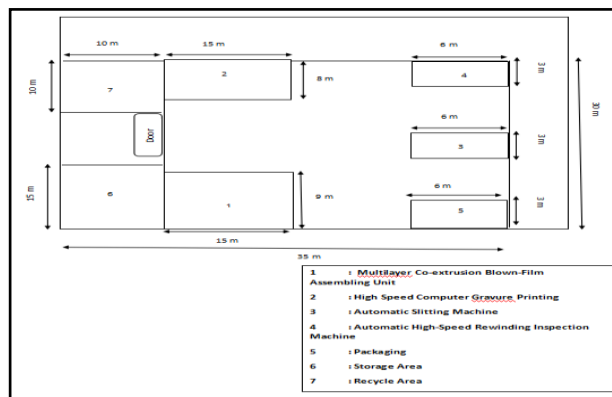 10 m 15 m 6 m
2 4 3 m
7 8 m
10 m
6 m
30 m
Door 3 3 m
6 m
15 m 6 1 9 m 5 3 m
15 m
35 m
1 : Multilayer Co-extrusion Blown-Film
Assembling Unit
2 : High Speed Computer Gravure Printing
3 : Automatic Slitting Machine
4 : Automatic High-Speed Rewinding Inspection
Machine
5 : Packaging
6 : Storage Area
7 : Recycle Area